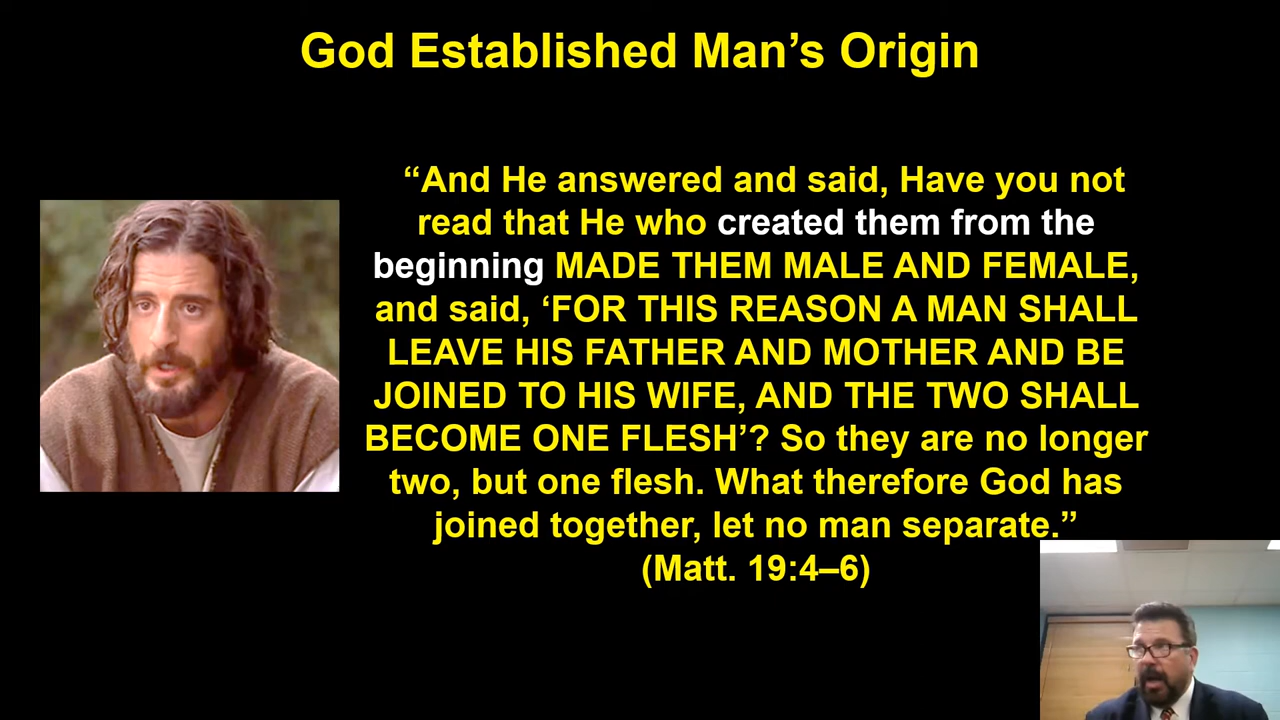 God Established Man’s Origin
“And He answered and said, Have you not
read that He who created them from the
beginning MADE THEM MALE AND FEMALE,
and said, ‘FOR THIS REASON A MAN SHALL
LEAVE HIS FATHER AND MOTHER AND BE
JOINED TO HIS WIFE, AND THE TWO SHALL
BECOME ONE FLESH’? So they are no longer
two, but one flesh. What therefore God has
joined together, let no man separate.”
(Matt. 19:4–6)